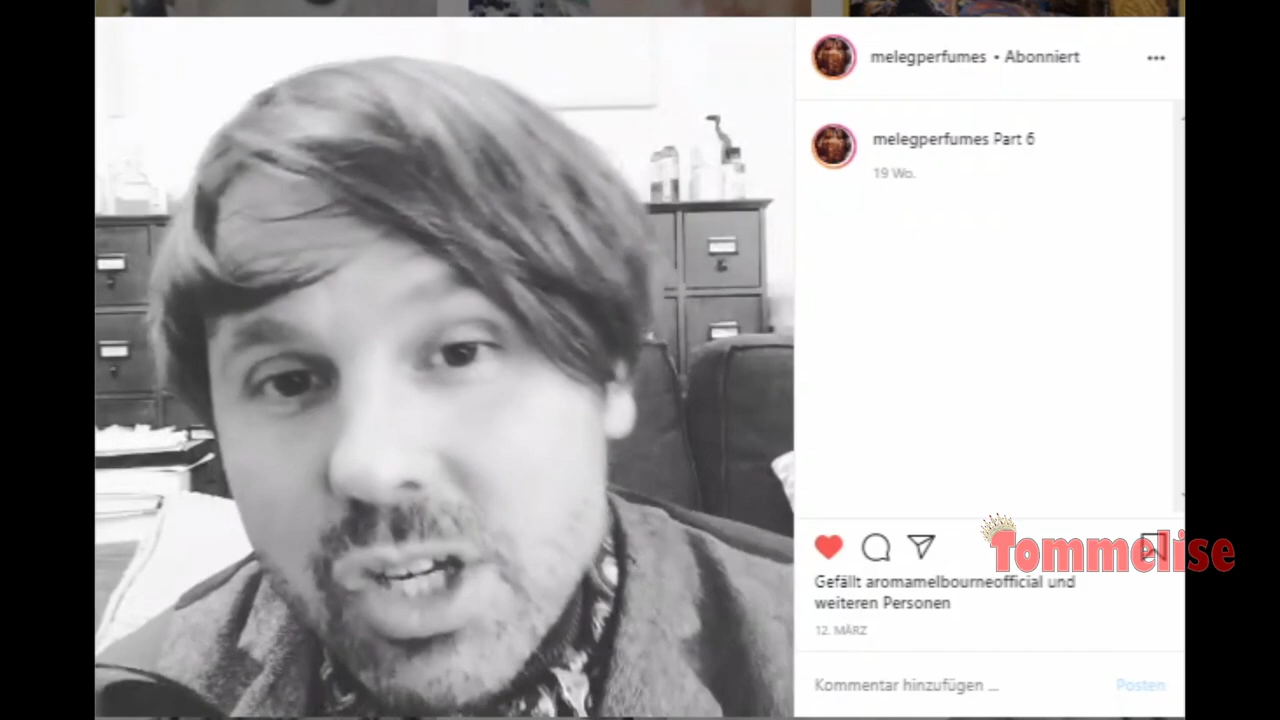 melegperfumes • Abonniert
melegperfumes Part 6
19 Wo.
Tommelise
Gefällt aromamelbourneofficial und
weiteren Personen
12. MÄRZ
Kommentar hinzufügen ...
Posten